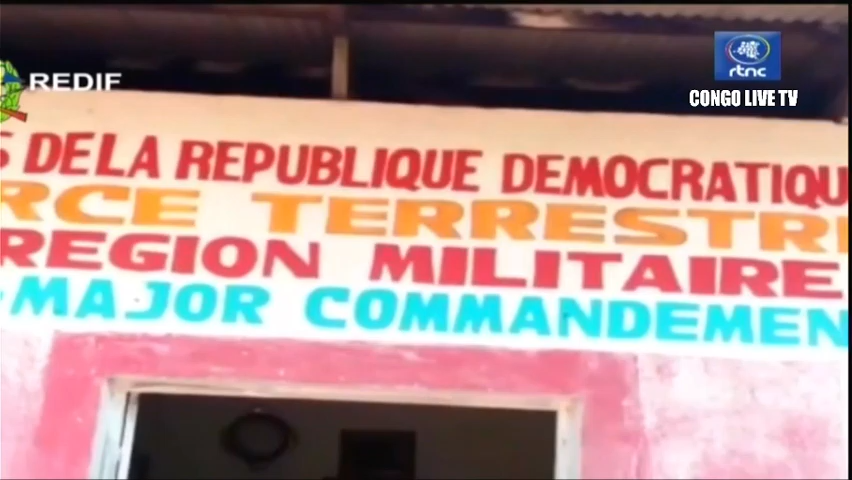 REDIF
rtnc
CONGO LIVE TV
S DE LA REPUBLIQUE DEMOCRATIQU
RCE TERRESTRE
REGION MILITAIRE
-MAJOR COMMANDEMEN